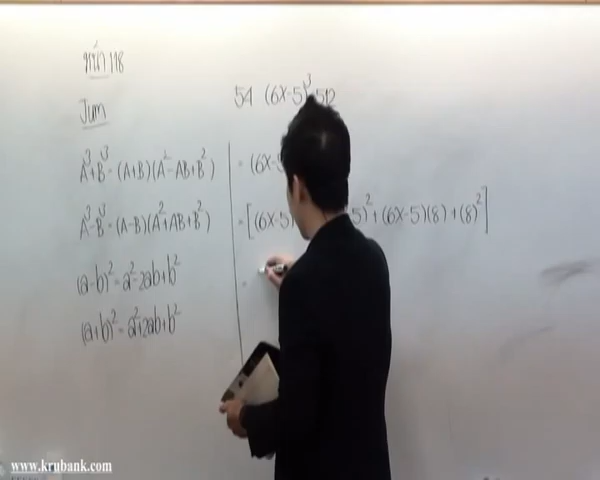 หน้า 118
54 (6x-5)³ 512
สูตร
A³+B³ = (A+B)(A²-AB+B²)
= (6x-5
A³-B³ = (A-B)(A²+AB+B²)
= [(6x-5) 5)²+(6x-5)(8)+(8)²]
(a-b)² = a²-2ab+b²
=
(a+b)² = a²+2ab+b²
www.krubank.com